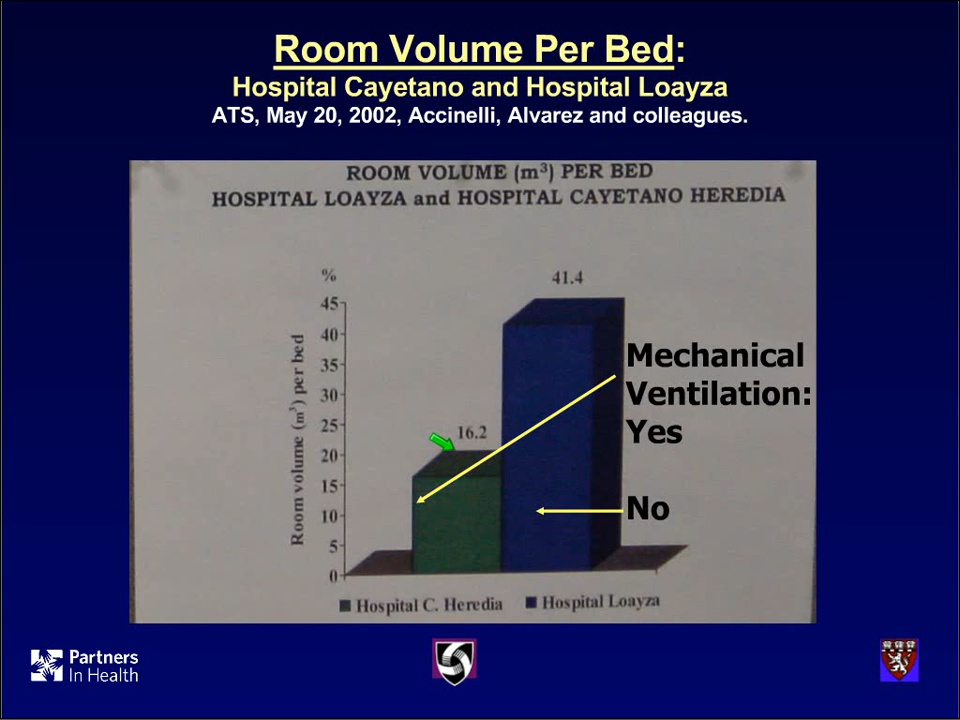 Room Volume Per Bed:
Hospital Cayetano and Hospital Loayza
ATS, May 20, 2002, Accinelli, Alvarez and colleagues.
ROOM VOLUME (m³) PER BED
HOSPITAL LOAYZA and HOSPITAL CAYETANO HEREDIA
%
41.4
45
40
35
30
25
20
15
10
5
0
Room volume (m³) per bed
16.2
Mechanical
Ventilation:
Yes
No
Hospital C. Heredia
Hospital Loayza
Partners
In Health